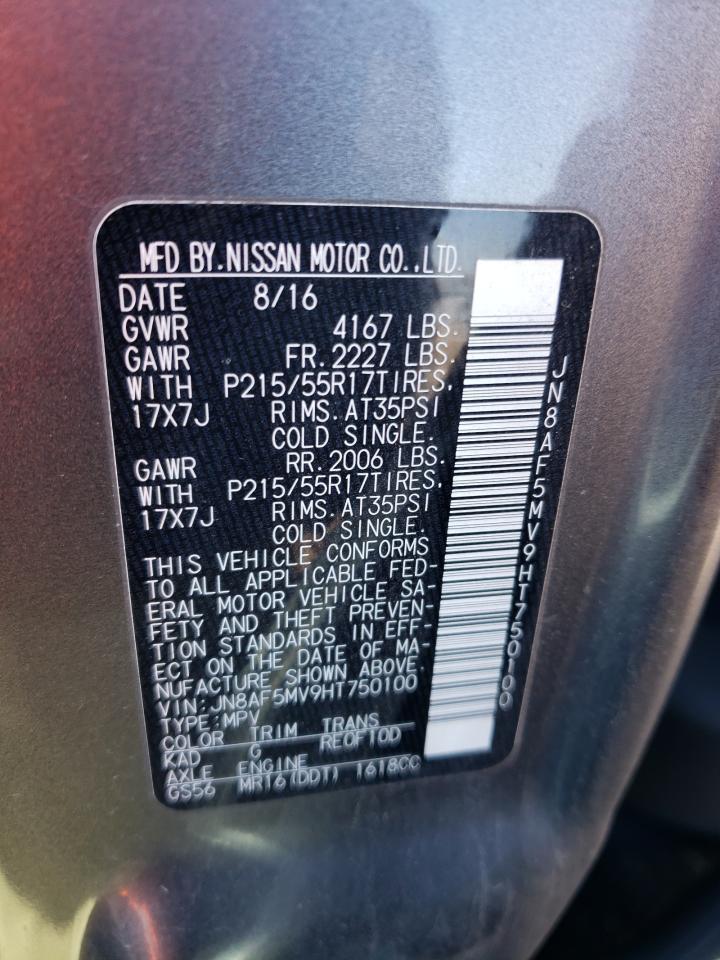 MFD BY.NISSAN MOTOR CO.,LTD.
DATE 8/16
GVWR 4167 LBS.
GAWR FR. 2227 LBS.
WITH P215/55R17TIRES,
17X7J RIMS. AT35PSI
COLD SINGLE.
GAWR RR. 2006 LBS.
WITH P215/55R17TIRES,
17X7J RIMS. AT35PSI
COLD SINGLE.
THIS VEHICLE CONFORMS
TO ALL APPLICABLE FED-
ERAL MOTOR VEHICLE SA-
FETY AND THEFT PREVEN-
TION STANDARDS IN EFF-
ECT ON THE DATE OF MA-
NUFACTURE SHOWN ABOVE.
VIN:JN8AF5MV9HT750100
TYPE:MPV
COLOR TRIM TRANS
KAD G RE0F10D
AXLE ENGINE
GS56 MR16(DDT) 1618CC
JN8AF5MV9HT750100